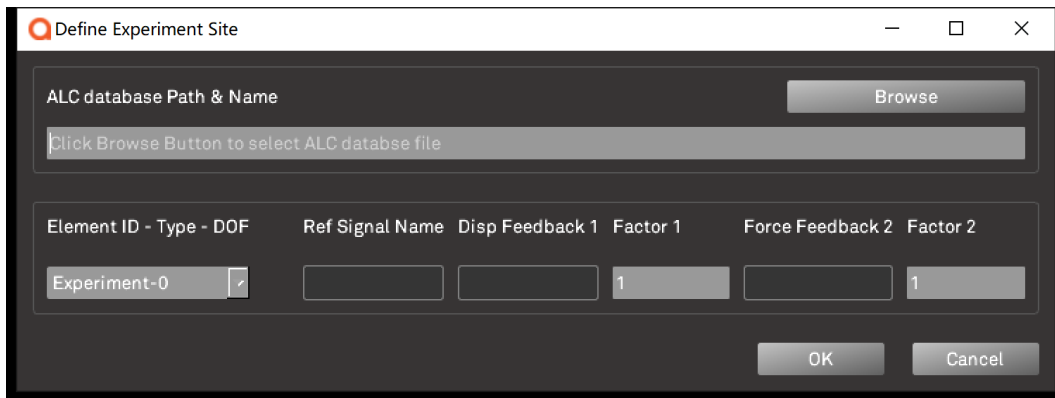 Define Experiment Site
ALC database Path & Name Browse
Click Browse Button to select ALC databse file
Element ID - Type - DOF Ref Signal Name Disp Feedback 1 Factor 1 Force Feedback 2 Factor 2
Experiment-0 1 1
OK Cancel